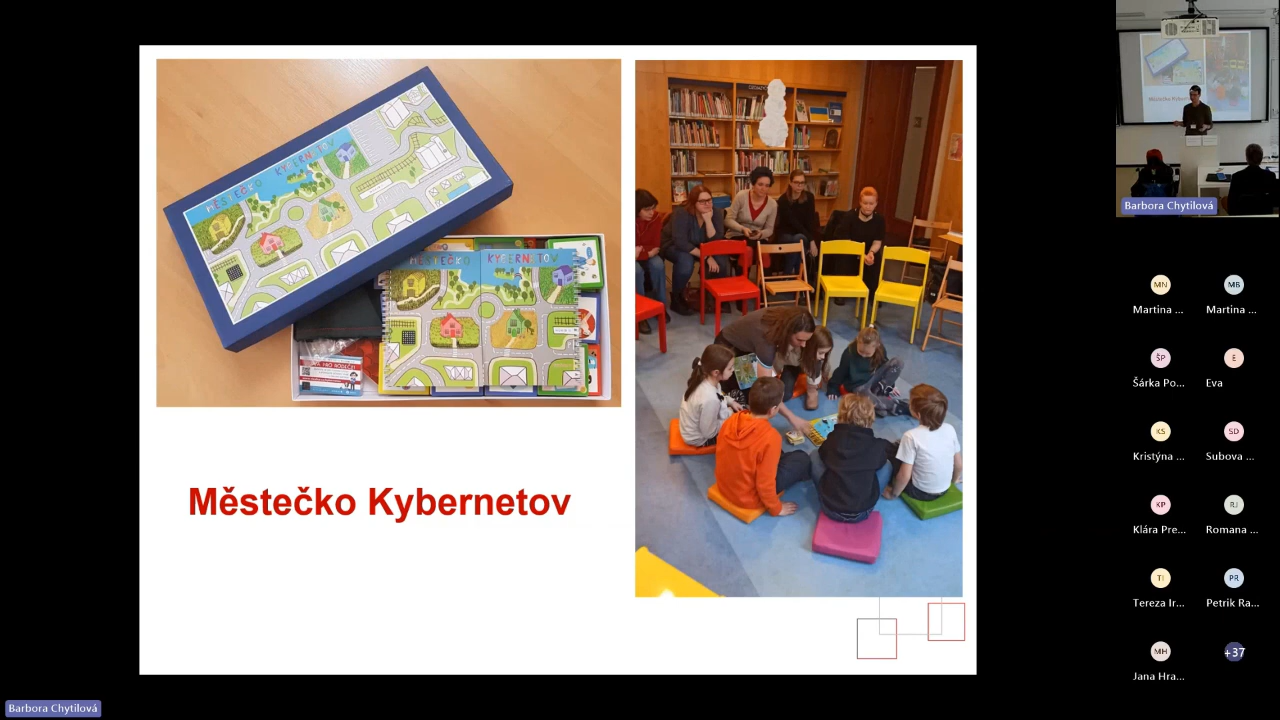 MĚSTEČKO KYBERNETOV
MĚSTEČKO KYBERNETOV
Městečko Kybernetov
Městečko
Barbora Chytilová
MN
MB
Martina ...
Martina ...
ŠP
E
Šárka Po...
Eva
KS
SD
Kristýna ...
Subova ...
KP
RJ
Klára Pre...
Romana ...
TI
PR
Tereza Ir...
Petrik Ra...
MH
+37
Jana Hra...
Barbora Chytilová